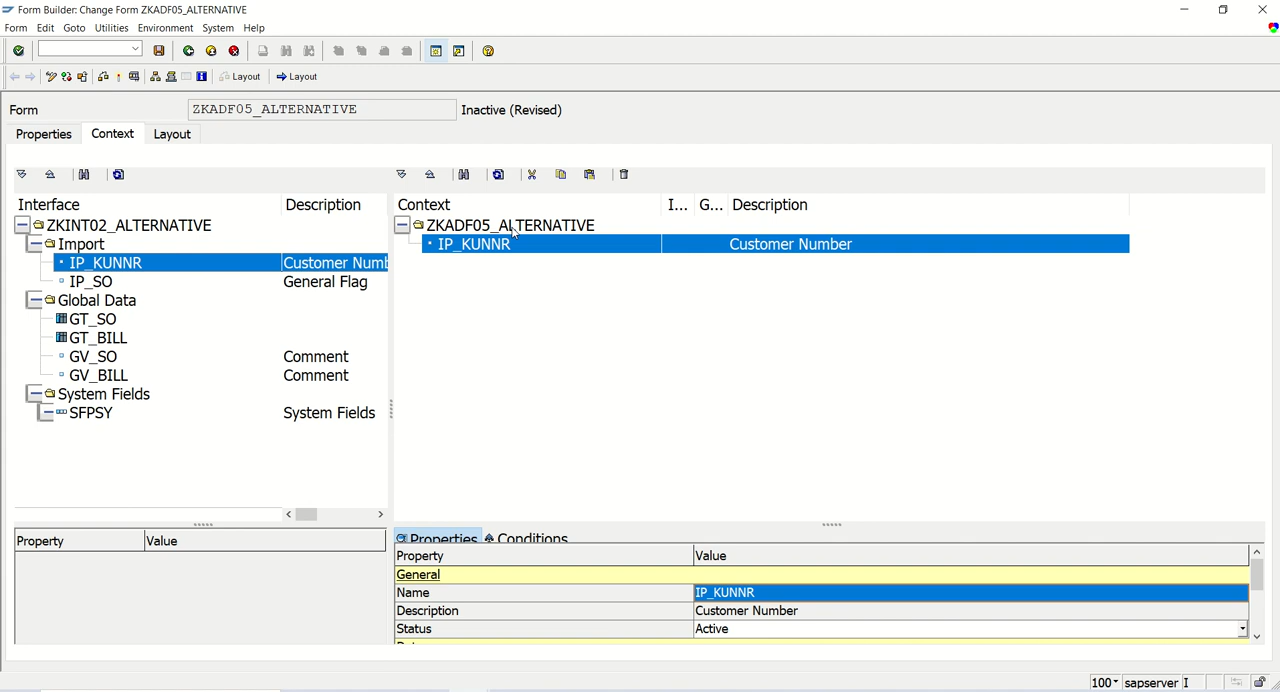 Form Builder: Change Form ZKADF05_ALTERNATIVE
Form Edit Goto Utilities Environment System Help
Layout Layout
Form ZKADF05_ALTERNATIVE Inactive (Revised)
Properties Context Layout
Interface Description
ZKINT02_ALTERNATIVE
Import
IP_KUNNR Customer Numb
IP_SO General Flag
Global Data
GT_SO
GT_BILL
GV_SO Comment
GV_BILL Comment
System Fields
SFPSY System Fields
Property Value
Context I... G... Description
ZKADF05_ALTERNATIVE
IP_KUNNR Customer Number
Properties Conditions
Property Value
General
Name IP_KUNNR
Description Customer Number
Status Active
100 sapserver I